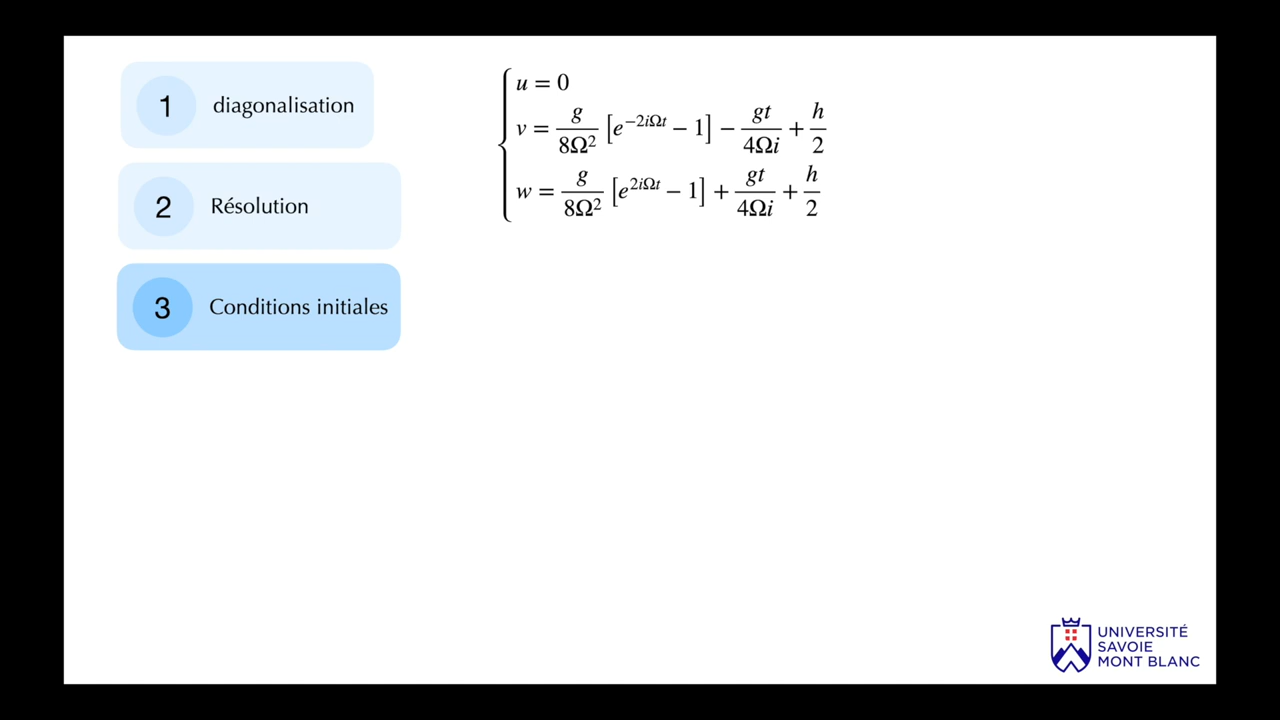 1 diagonalisation
2 Résolution
3 Conditions initiales
u = 0
v = g/8Ω² [e^{-2iΩt} − 1] − gt/4Ωi + h/2
w = g/8Ω² [e^{2iΩt} − 1] + gt/4Ωi + h/2
UNIVERSITÉ
SAVOIE
MONT BLANC